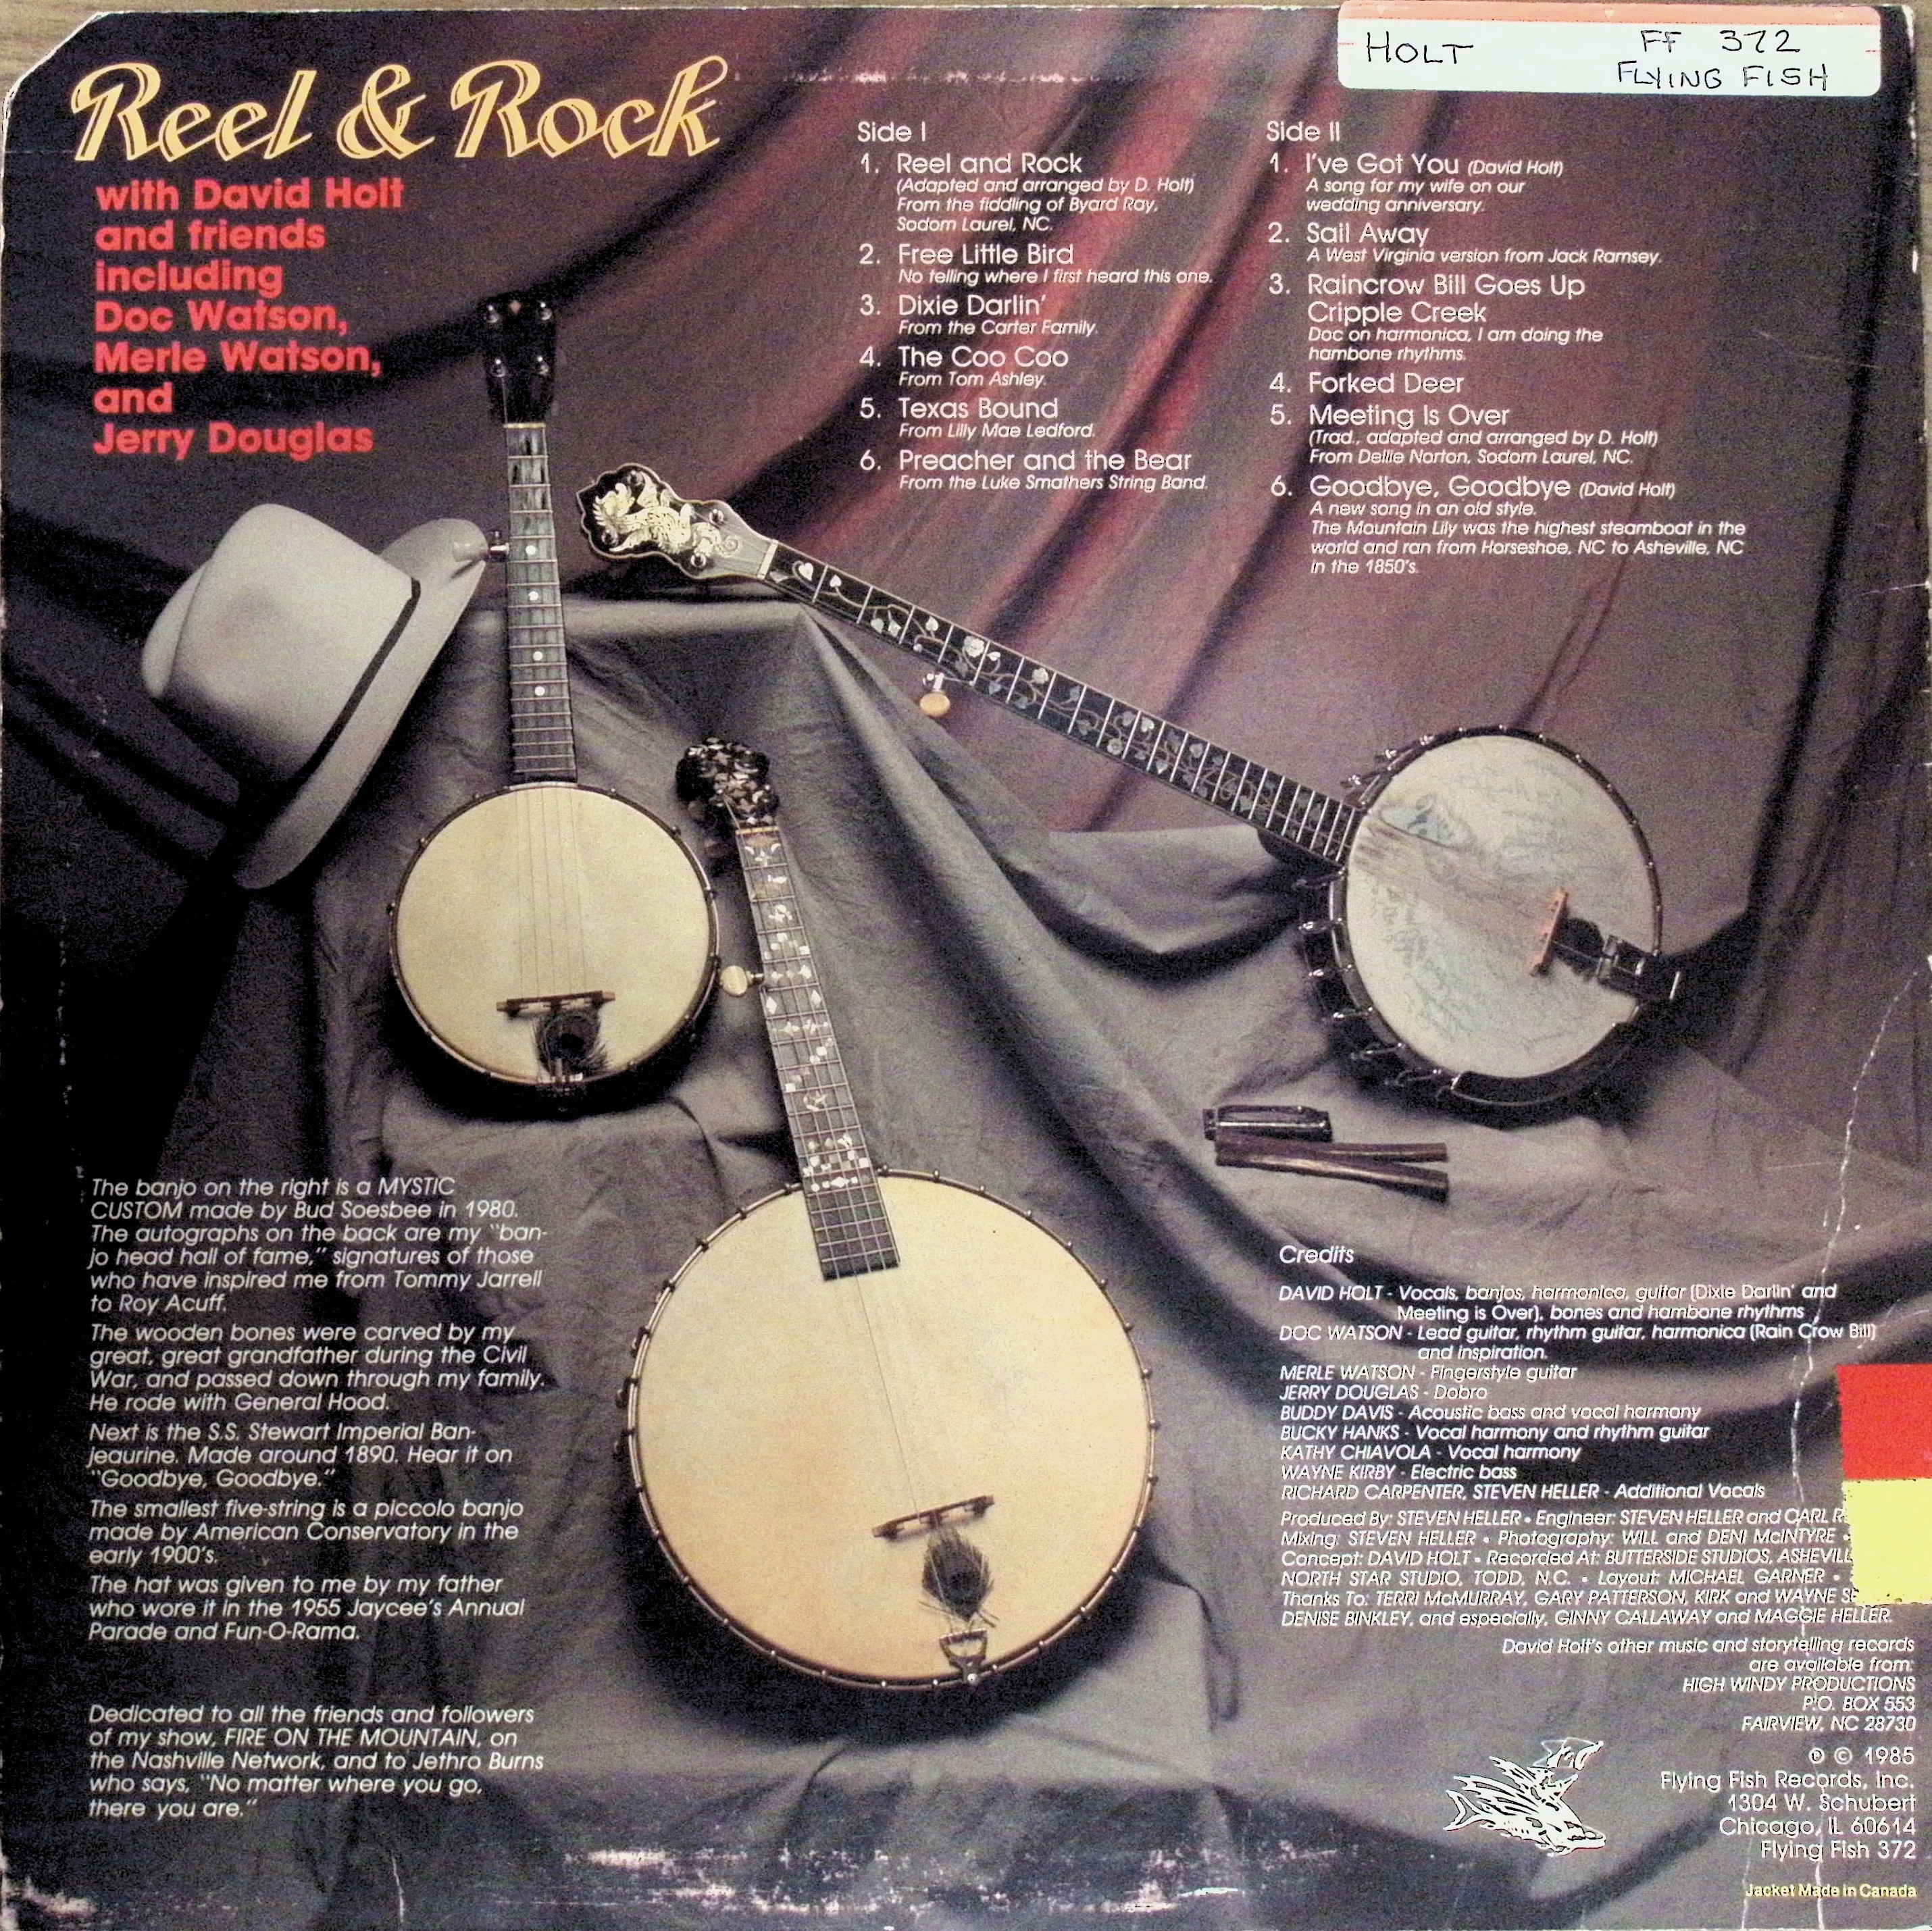 HOLT
FF 372
FLYING FISH
Reel & Rock
with David Holt
and friends
including
Doc Watson,
Merle Watson,
and
Jerry Douglas
Side I
1. Reel and Rock
(Adapted and arranged by D. Holt)
From the fiddling of Byard Ray,
Sodom Laurel, NC.
2. Free Little Bird
No telling where I first heard this one.
3. Dixie Darlin'
From the Carter Family.
4. The Coo Coo
From Tom Ashley.
5. Texas Bound
From Lilly Mae Ledford.
6. Preacher and the Bear
From the Luke Smathers String Band.
Side II
1. I've Got You (David Holt)
A song for my wife on our
wedding anniversary.
2. Sail Away
A West Virginia version from Jack Ramsey.
3. Raincrow Bill Goes Up
Cripple Creek
Doc on harmonica, I am doing the
hambone rhythms.
4. Forked Deer
5. Meeting Is Over
(Trad., adapted and arranged by D. Holt)
From Dellie Norton, Sodom Laurel, NC.
6. Goodbye, Goodbye (David Holt)
A new song in an old style.
The Mountain Lily was the highest steamboat in the
world and ran from Horseshoe, NC to Asheville, NC
in the 1850's.
The banjo on the right is a MYSTIC
CUSTOM made by Bud Soesbee in 1980.
The autographs on the back are my "ban-
jo head hall of fame," signatures of those
who have inspired me from Tommy Jarrell
to Roy Acuff.
The wooden bones were carved by my
great, great grandfather during the Civil
War, and passed down through my family.
He rode with General Hood.
Next is the S.S. Stewart Imperial Ban-
jeaurine. Made around 1890. Hear it on
"Goodbye, Goodbye."
The smallest five-string is a piccolo banjo
made by American Conservatory in the
early 1900's.
The hat was given to me by my father
who wore it in the 1955 Jaycee's Annual
Parade and Fun-O-Rama.
Dedicated to all the friends and followers
of my show, FIRE ON THE MOUNTAIN, on
the Nashville Network, and to Jethro Burns
who says, "No matter where you go,
there you are."
Credits
DAVID HOLT - Vocals, banjos, harmonica, guitar (Dixie Darlin' and
Meeting is Over), bones and hambone rhythms
DOC WATSON - Lead guitar, rhythm guitar, harmonica (Rain Crow Bill)
and inspiration.
MERLE WATSON - Fingerstyle guitar
JERRY DOUGLAS - Dobro
BUDDY DAVIS - Acoustic bass and vocal harmony
BUCKY HANKS - Vocal harmony and rhythm guitar
KATHY CHIAVOLA - Vocal harmony
WAYNE KIRBY - Electric bass
RICHARD CARPENTER, STEVEN HELLER - Additional Vocals
Produced By: STEVEN HELLER • Engineer: STEVEN HELLER and CARL
Mixing: STEVEN HELLER • Photography: WILL and DENI McINTYRE •
Concept: DAVID HOLT • Recorded At: BUTTERSIDE STUDIOS,
NORTH STAR STUDIO, TODD, N.C. • Layout: MICHAEL GARNER •
Thanks To: TERRI McMURRAY, GARY PATTERSON, KIRK and WAYNE
DENISE BINKLEY, and especially, GINNY CALLAWAY and MAGGIE HELLER.
David Holt's other music and storytelling records
are available from:
HIGH WINDY PRODUCTIONS
P.O. BOX 553
FAIRVIEW, NC 28730
℗ © 1985
Flying Fish Records, Inc.
1304 W. Schubert
Chicago, IL 60614
Flying Fish 372
Jacket Made in Canada